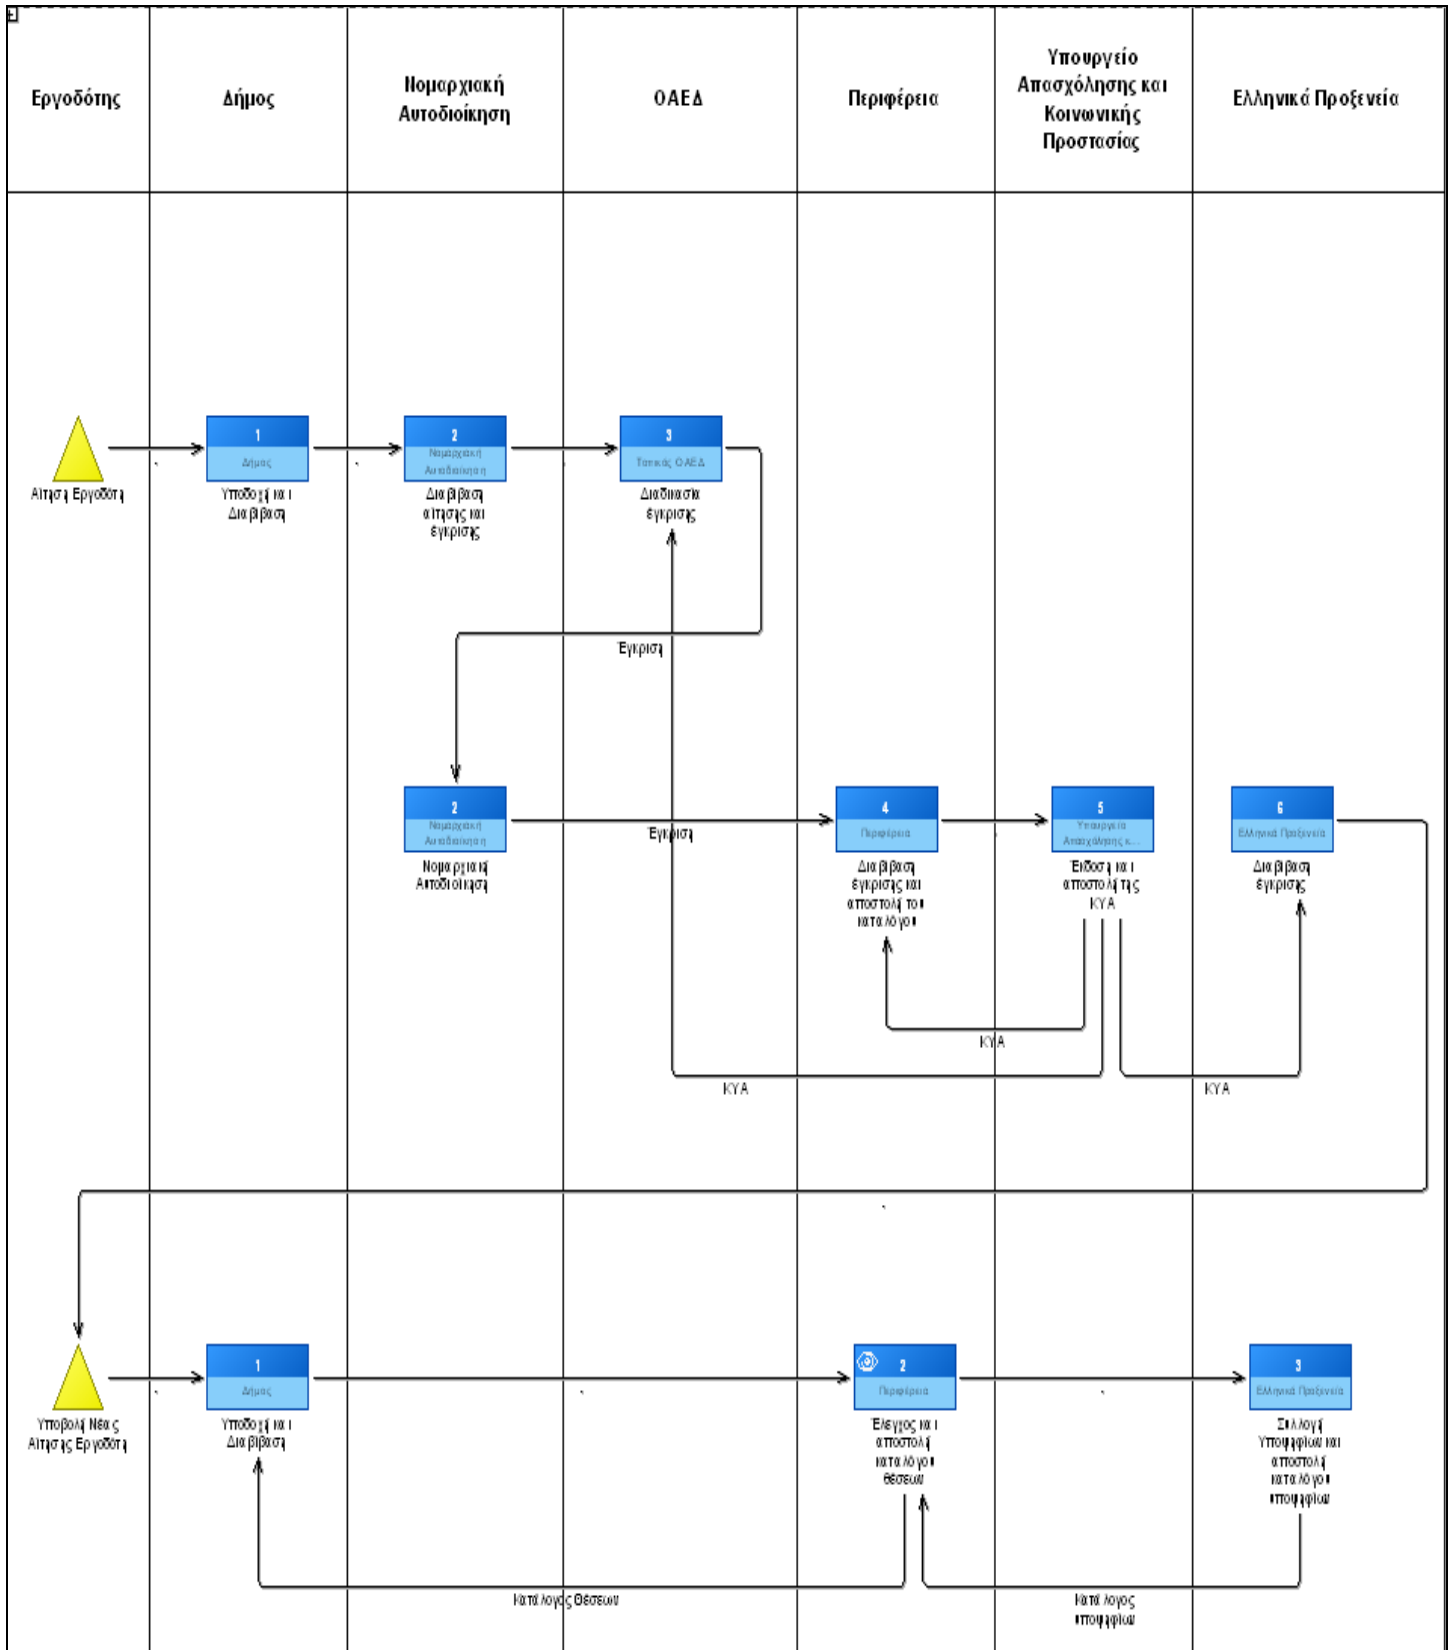 Εργοδότης
Δήμος
Νομαρχιακή
Αυτοδιοίκηση
ΟΑΕΔ
Περιφέρεια
Υπουργείο
Απασχόλησης και
Κοινωνικής
Προστασίας
Ελληνικά Προξενεία
Αίτηση Εργοδότη
1
Δήμος
Υποδοχή και
Διαβίβαση
2
Νομαρχιακή
Αυτοδιοίκηση
Διαβίβαση
αίτησης και
έγκρισης
3
Τοπικός ΟΑΕΔ
Διαδικασία
έγκρισης
Έγκριση
2
Νομαρχιακή
Αυτοδιοίκηση
Νομαρχιακή
Αυτοδιοίκηση
Έγκριση
4
Περιφέρεια
Διαβίβαση
έγκρισης και
αποστολή του
καταλόγου
5
Υπουργείο
Απασχόλησης κ...
Έκδοση και
αποστολή της
ΚΥΑ
6
Ελληνικά Προξενεία
Διαβίβαση
έγκρισης
ΚΥΑ
ΚΥΑ
ΚΥΑ
Υποβολή Νέας
Αίτησης Εργοδότη
1
Δήμος
Υποδοχή και
Διαβίβαση
2
Περιφέρεια
Έλεγχος και
αποστολή
καταλόγου
θέσεων
3
Ελληνικά Προξενεία
Συλλογή
Υποψηφίων και
αποστολή
καταλόγου
υποψηφίων
Κατάλογος Θέσεων
Κατάλογος
υποψηφίων